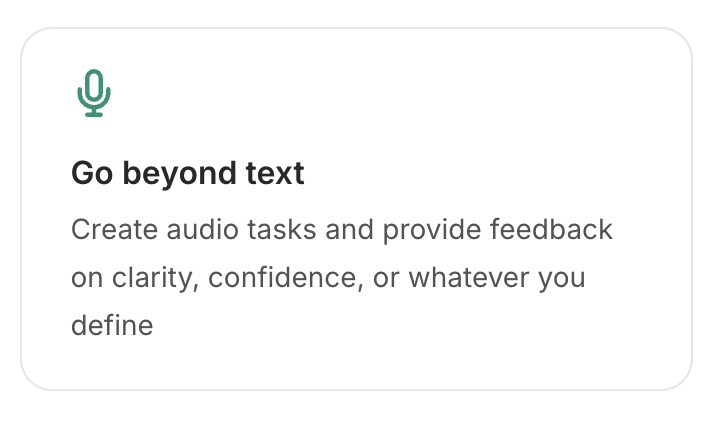 Go beyond text
Create audio tasks and provide feedback
on clarity, confidence, or whatever you
define